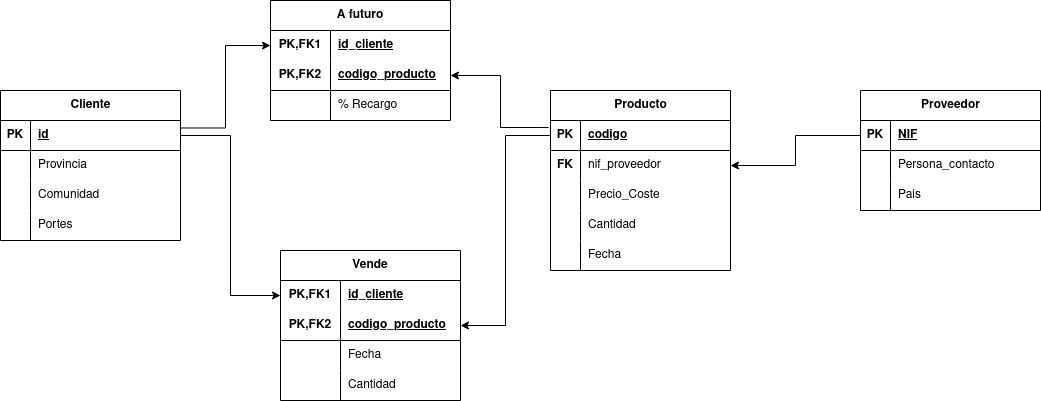 A futuro
PK,FK1 id_cliente
PK,FK2 codigo_producto
% Recargo
Cliente
PK id
Provincia
Comunidad
Portes
Producto
PK codigo
FK nif_proveedor
Precio_Coste
Cantidad
Fecha
Proveedor
PK NIF
Persona_contacto
Pais
Vende
PK,FK1 id_cliente
PK,FK2 codigo_producto
Fecha
Cantidad